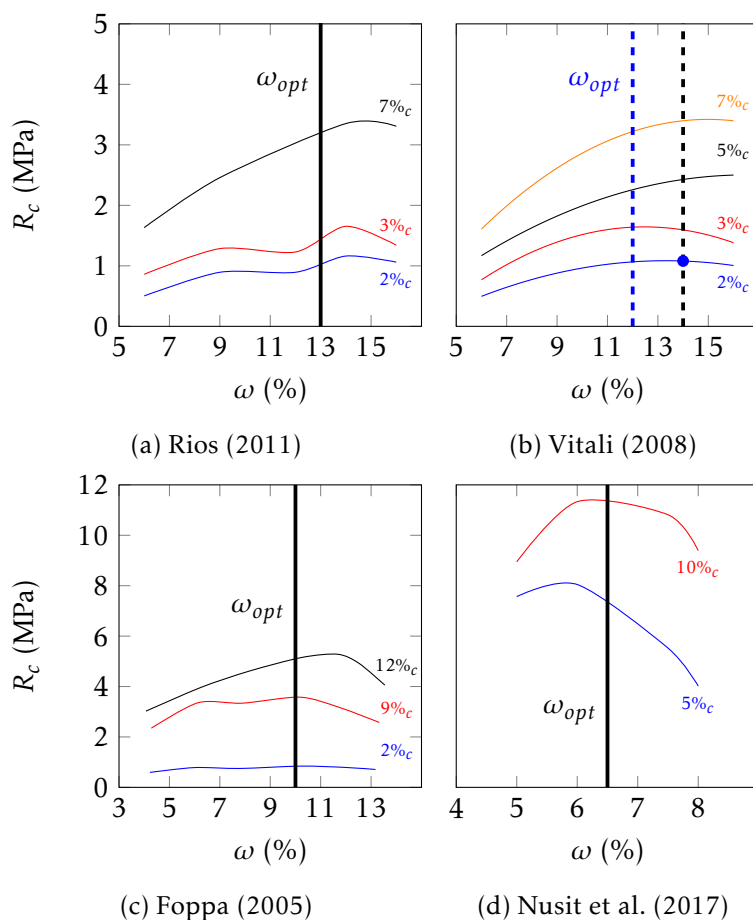 5
4
3
2
1
0
R_c (MPa)
ω_opt
7%_c
3%_c
2%_c
5 7 9 11 13 15
ω (%)
(a) Rios (2011)
ω_opt
7%_c
5%_c
3%_c
2%_c
5 7 9 11 13 15
ω (%)
(b) Vitali (2008)
12
10
8
6
4
2
0
R_c (MPa)
ω_opt
12%_c
9%_c
2%_c
3 5 7 9 11 13
ω (%)
(c) Foppa (2005)
10%_c
5%_c
ω_opt
4 5 6 7 8
ω (%)
(d) Nusit et al. (2017)